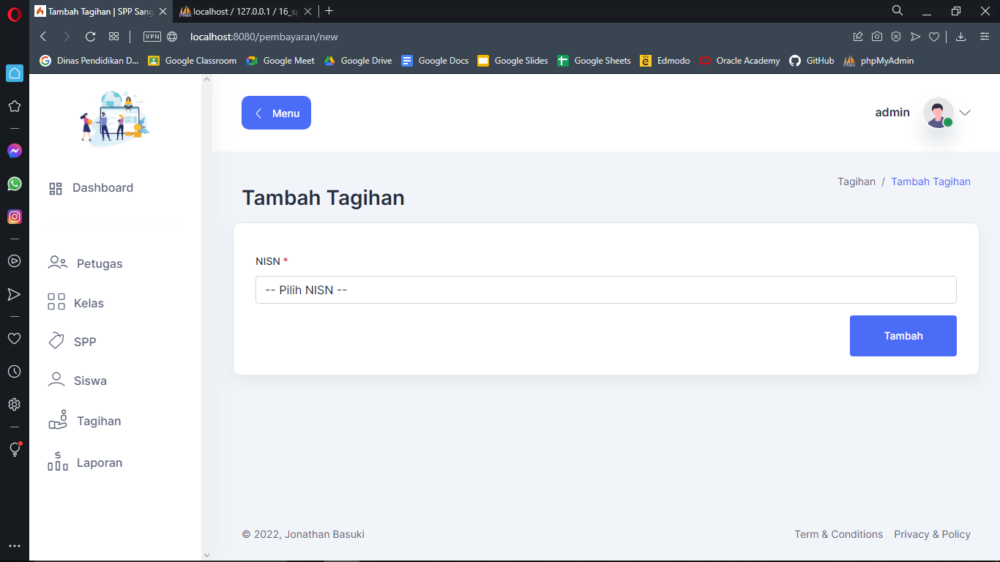 Tambah Tagihan | SPP Sang
localhost / 127.0.0.1 / 16_sp
VPN
localhost:8080/pembayaran/new
Dinas Pendidikan D...
Google Classroom
Google Meet
Google Drive
Google Docs
Google Slides
Google Sheets
Edmodo
Oracle Academy
GitHub
phpMyAdmin
Menu
admin
Dashboard
Petugas
Kelas
SPP
Siswa
Tagihan
Laporan
Tagihan / Tambah Tagihan
Tambah Tagihan
NISN *
-- Pilih NISN --
Tambah
© 2022, Jonathan Basuki
Term & Conditions
Privacy & Policy